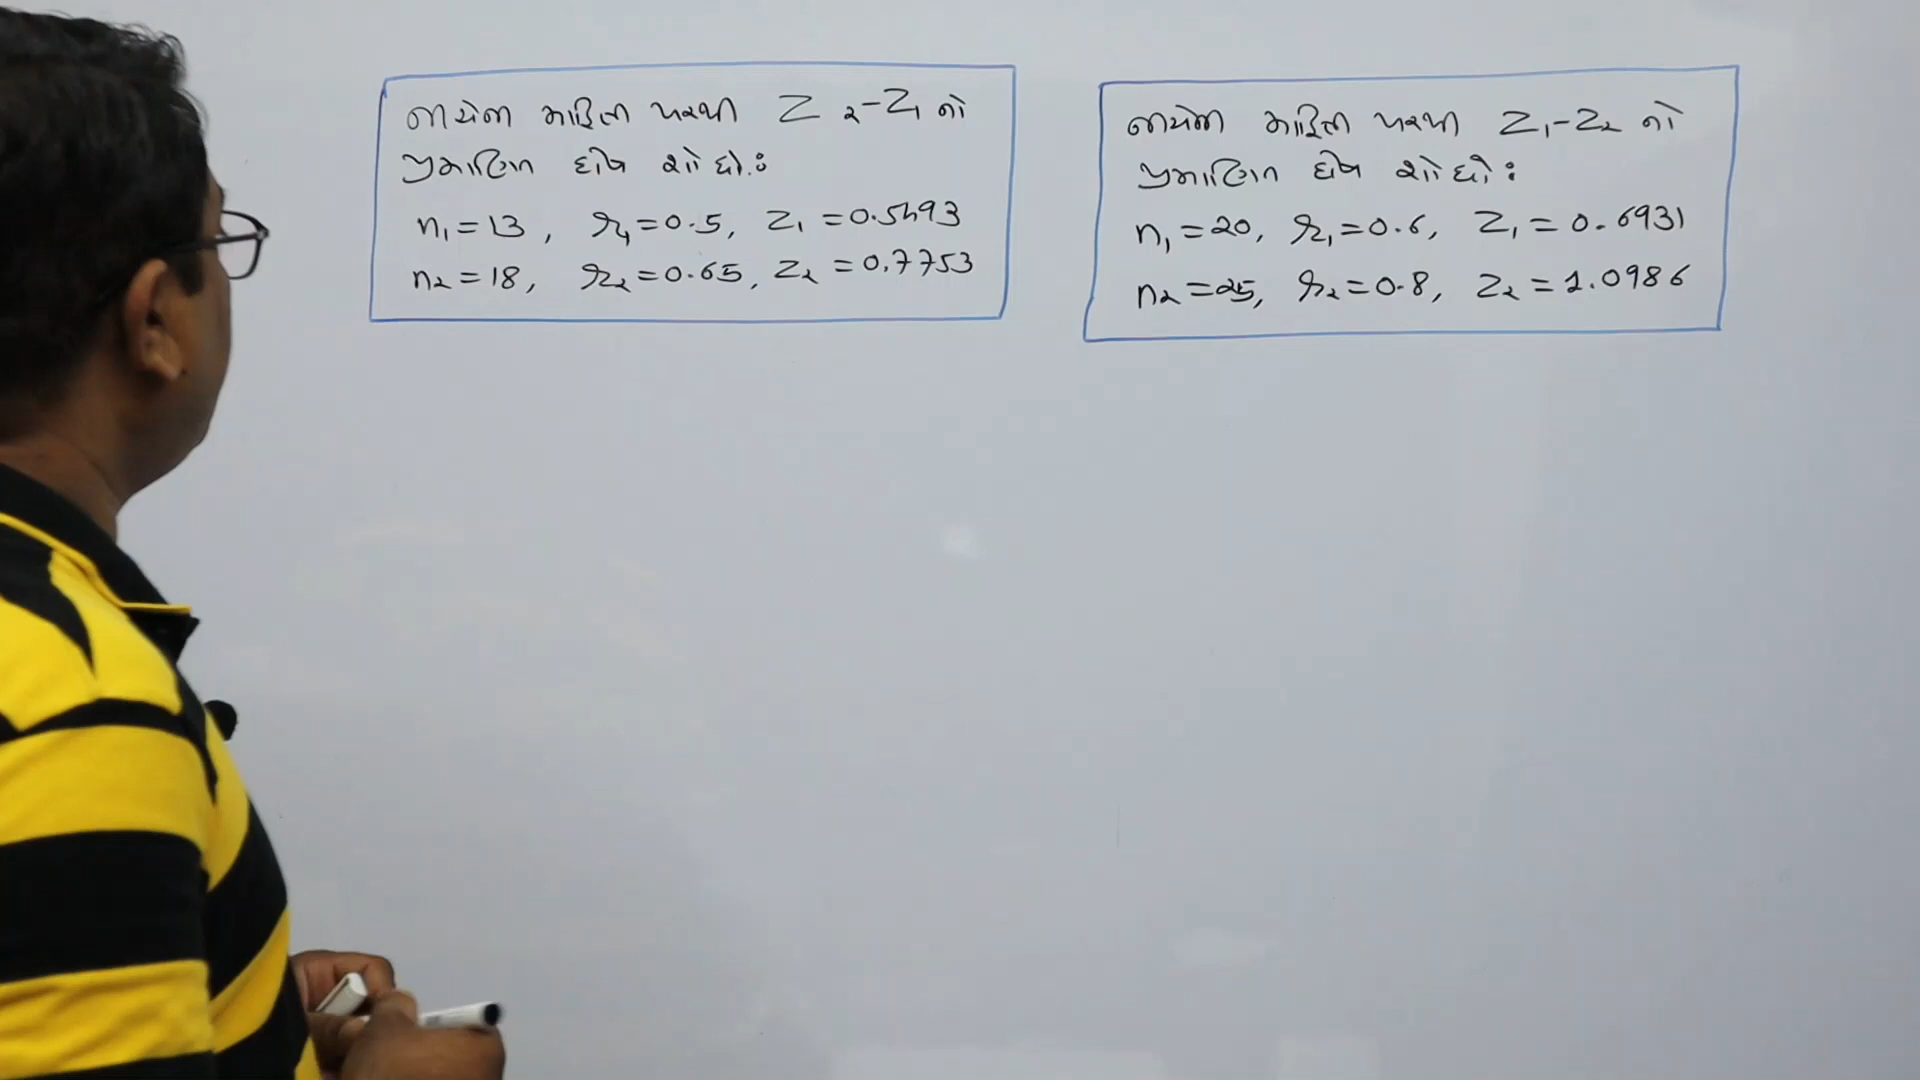 નીચેના માહિતી પરથી Z₂-Z₁ નો
પ્રમાણિત દોષ શોધો:
n₁=13, r₁=0.5, Z₁=0.5493
n₂=18, r₂=0.65, Z₂=0.7753
નીચેની માહિતી પરથી Z₁-Z₂ નો
પ્રમાણિત દોષ શોધો:
n₁=20, r₁=0.6, Z₁=0.6931
n₂=25, r₂=0.8, Z₂=1.0986